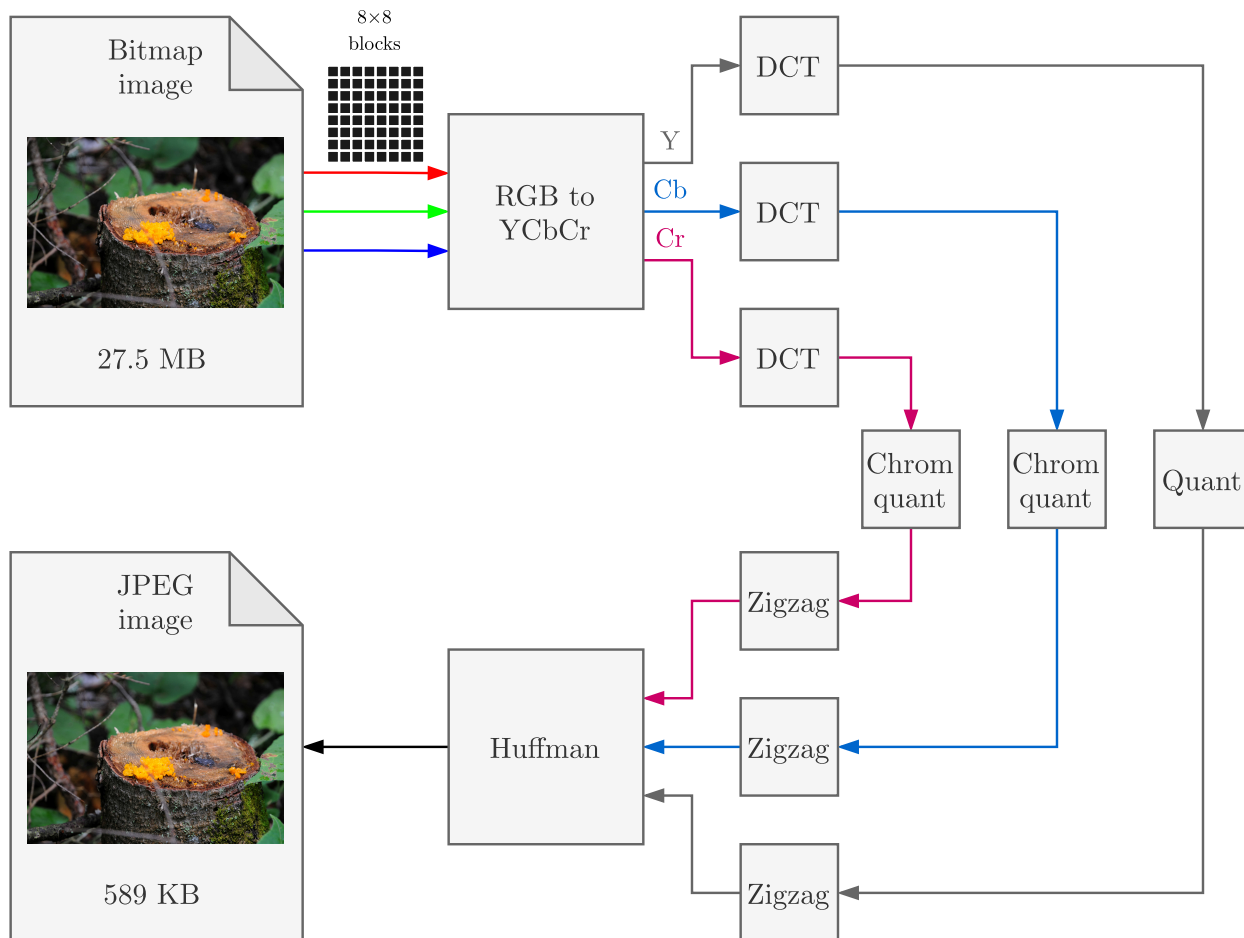 Bitmap
image
27.5 MB
8×8
blocks
RGB to
YCbCr
Y
Cb
Cr
DCT
DCT
DCT
Chrom
quant
Chrom
quant
Quant
Zigzag
Zigzag
Zigzag
Huffman
JPEG
image
589 KB